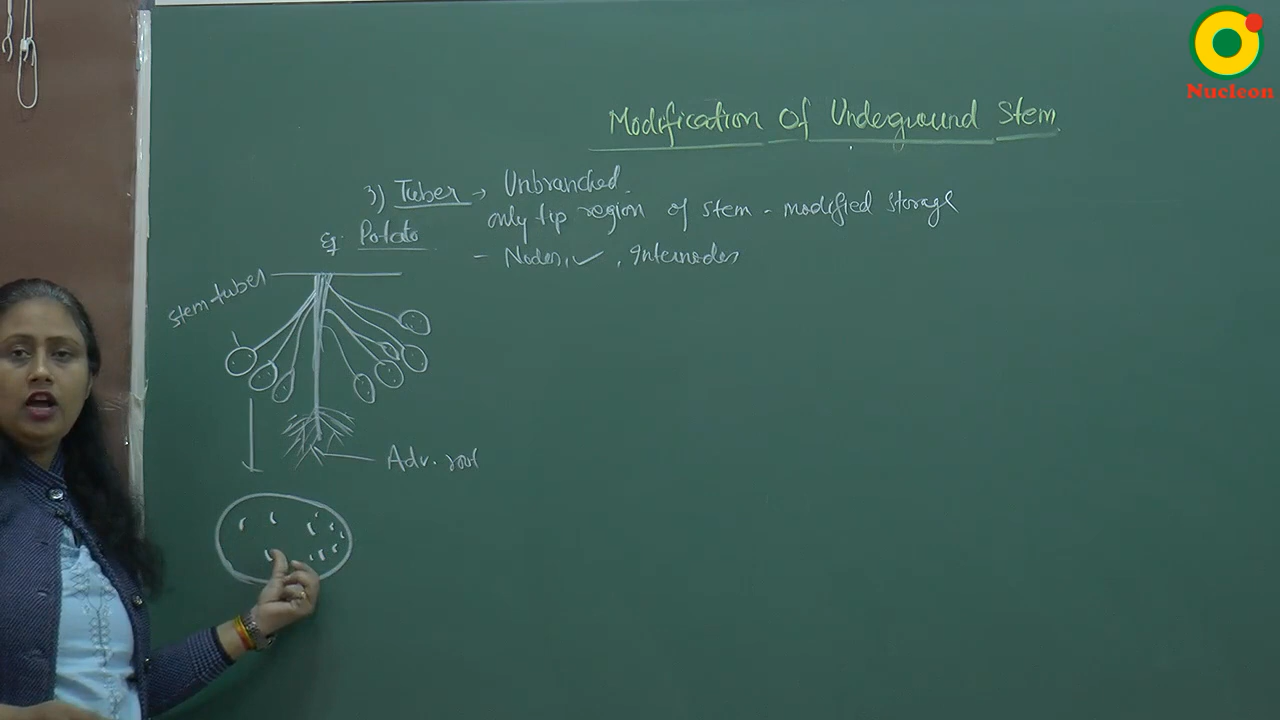 Nucleon
Modification Of Underground Stem
3) Tuber → Unbranched.
only tip region of stem - modified storage
eg Potato
- Nodes, ✓, Internodes
stem tuber
Adv. root